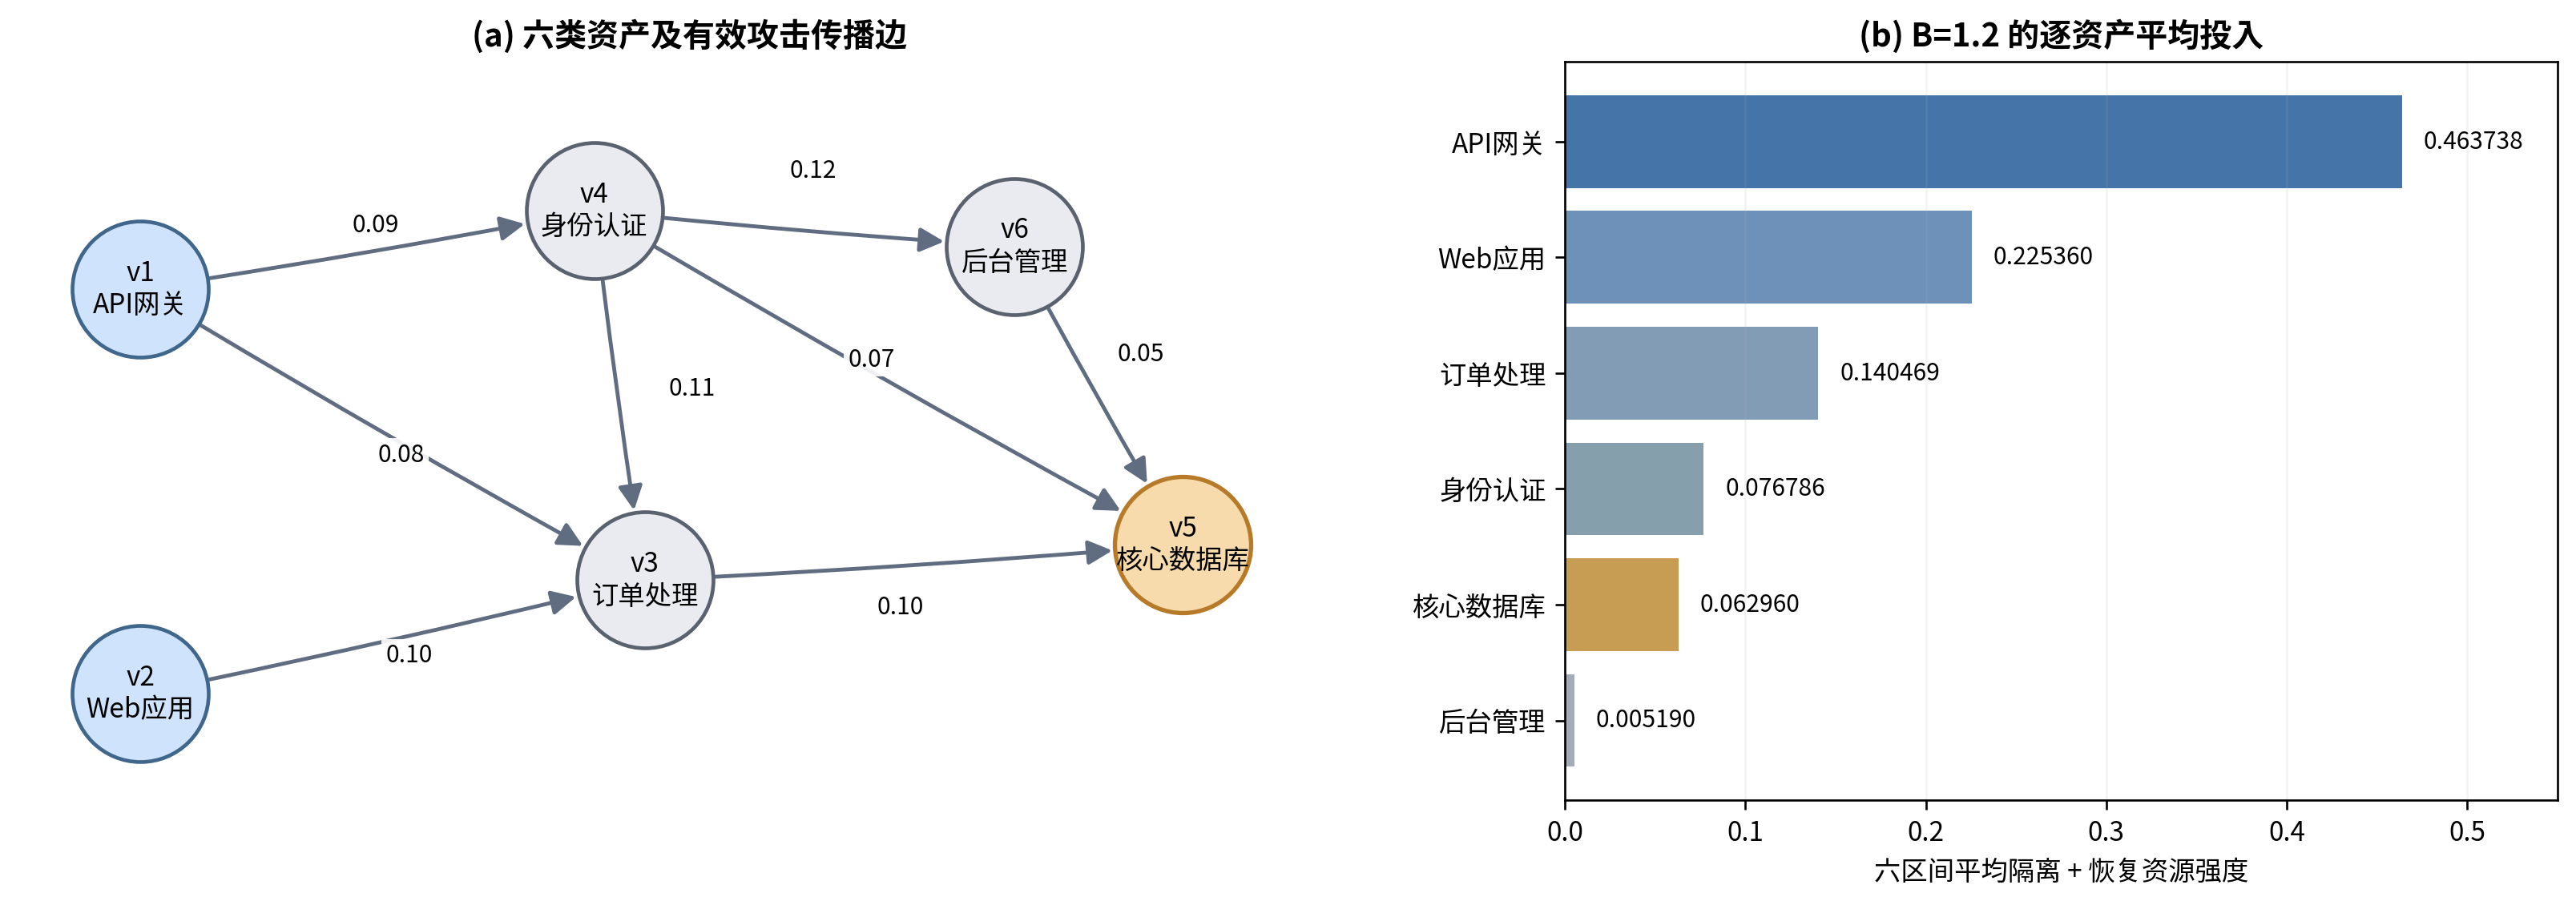 (a) 六类资产及有效攻击传播边
v1
API网关
v2
Web应用
v4
身份认证
v3
订单处理
v6
后台管理
v5
核心数据库
0.09
0.08
0.10
0.12
0.11
0.07
0.05
0.10
(b) B=1.2 的逐资产平均投入
API网关
0.463738
Web应用
0.225360
订单处理
0.140469
身份认证
0.076786
核心数据库
0.062960
后台管理
0.005190
0.0 0.1 0.2 0.3 0.4 0.5
六区间平均隔离 + 恢复资源强度